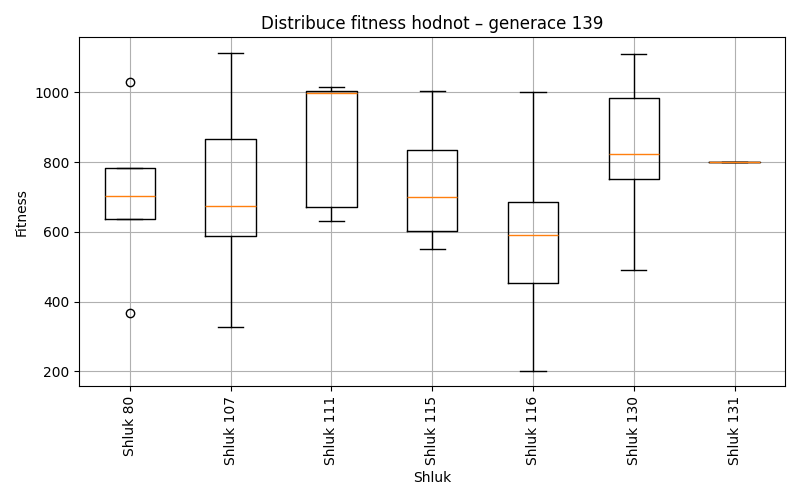 Distribuce fitness hodnot – generace 139
Fitness
1000
800
600
400
200
Shluk 80
Shluk 107
Shluk 111
Shluk 115
Shluk 116
Shluk 130
Shluk 131
Shluk